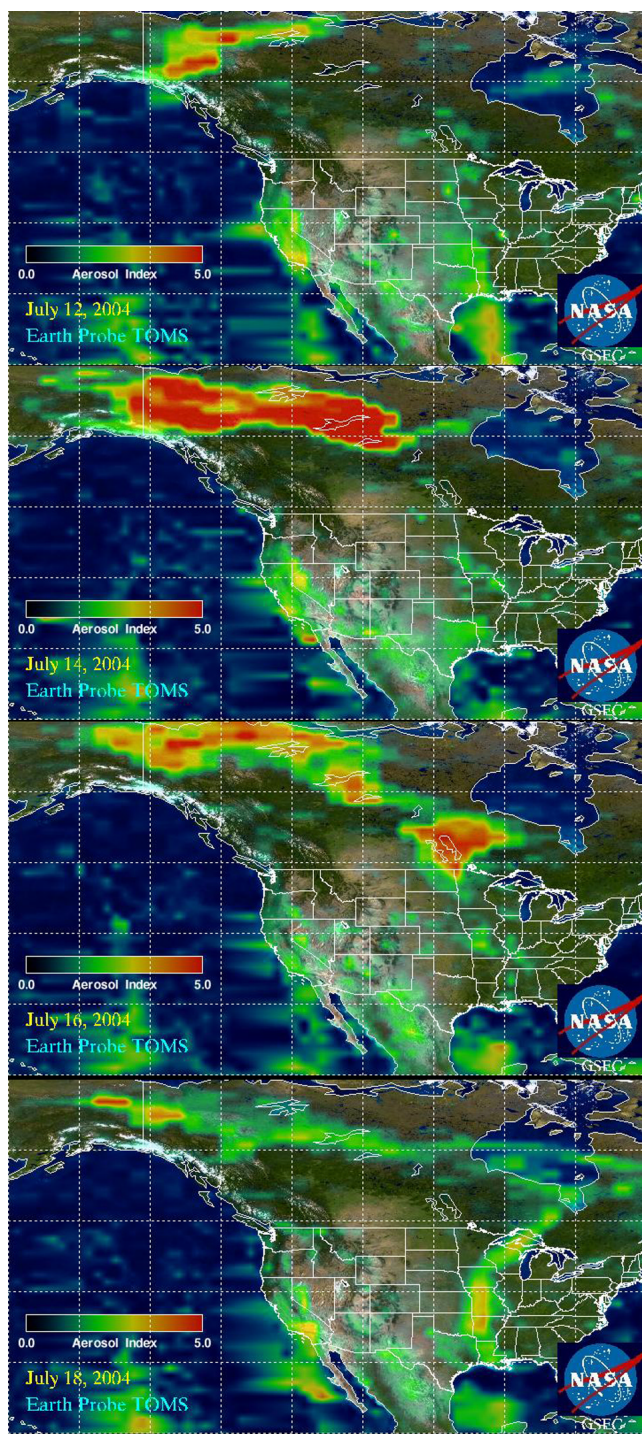 0.0 5.0
Aerosol Index
July 12, 2004
Earth Probe TOMS
NASA
GSFC
0.0 5.0
Aerosol Index
July 14, 2004
Earth Probe TOMS
NASA
GSFC
0.0 5.0
Aerosol Index
July 16, 2004
Earth Probe TOMS
NASA
GSFC
0.0 5.0
Aerosol Index
July 18, 2004
Earth Probe TOMS
NASA
GSFC